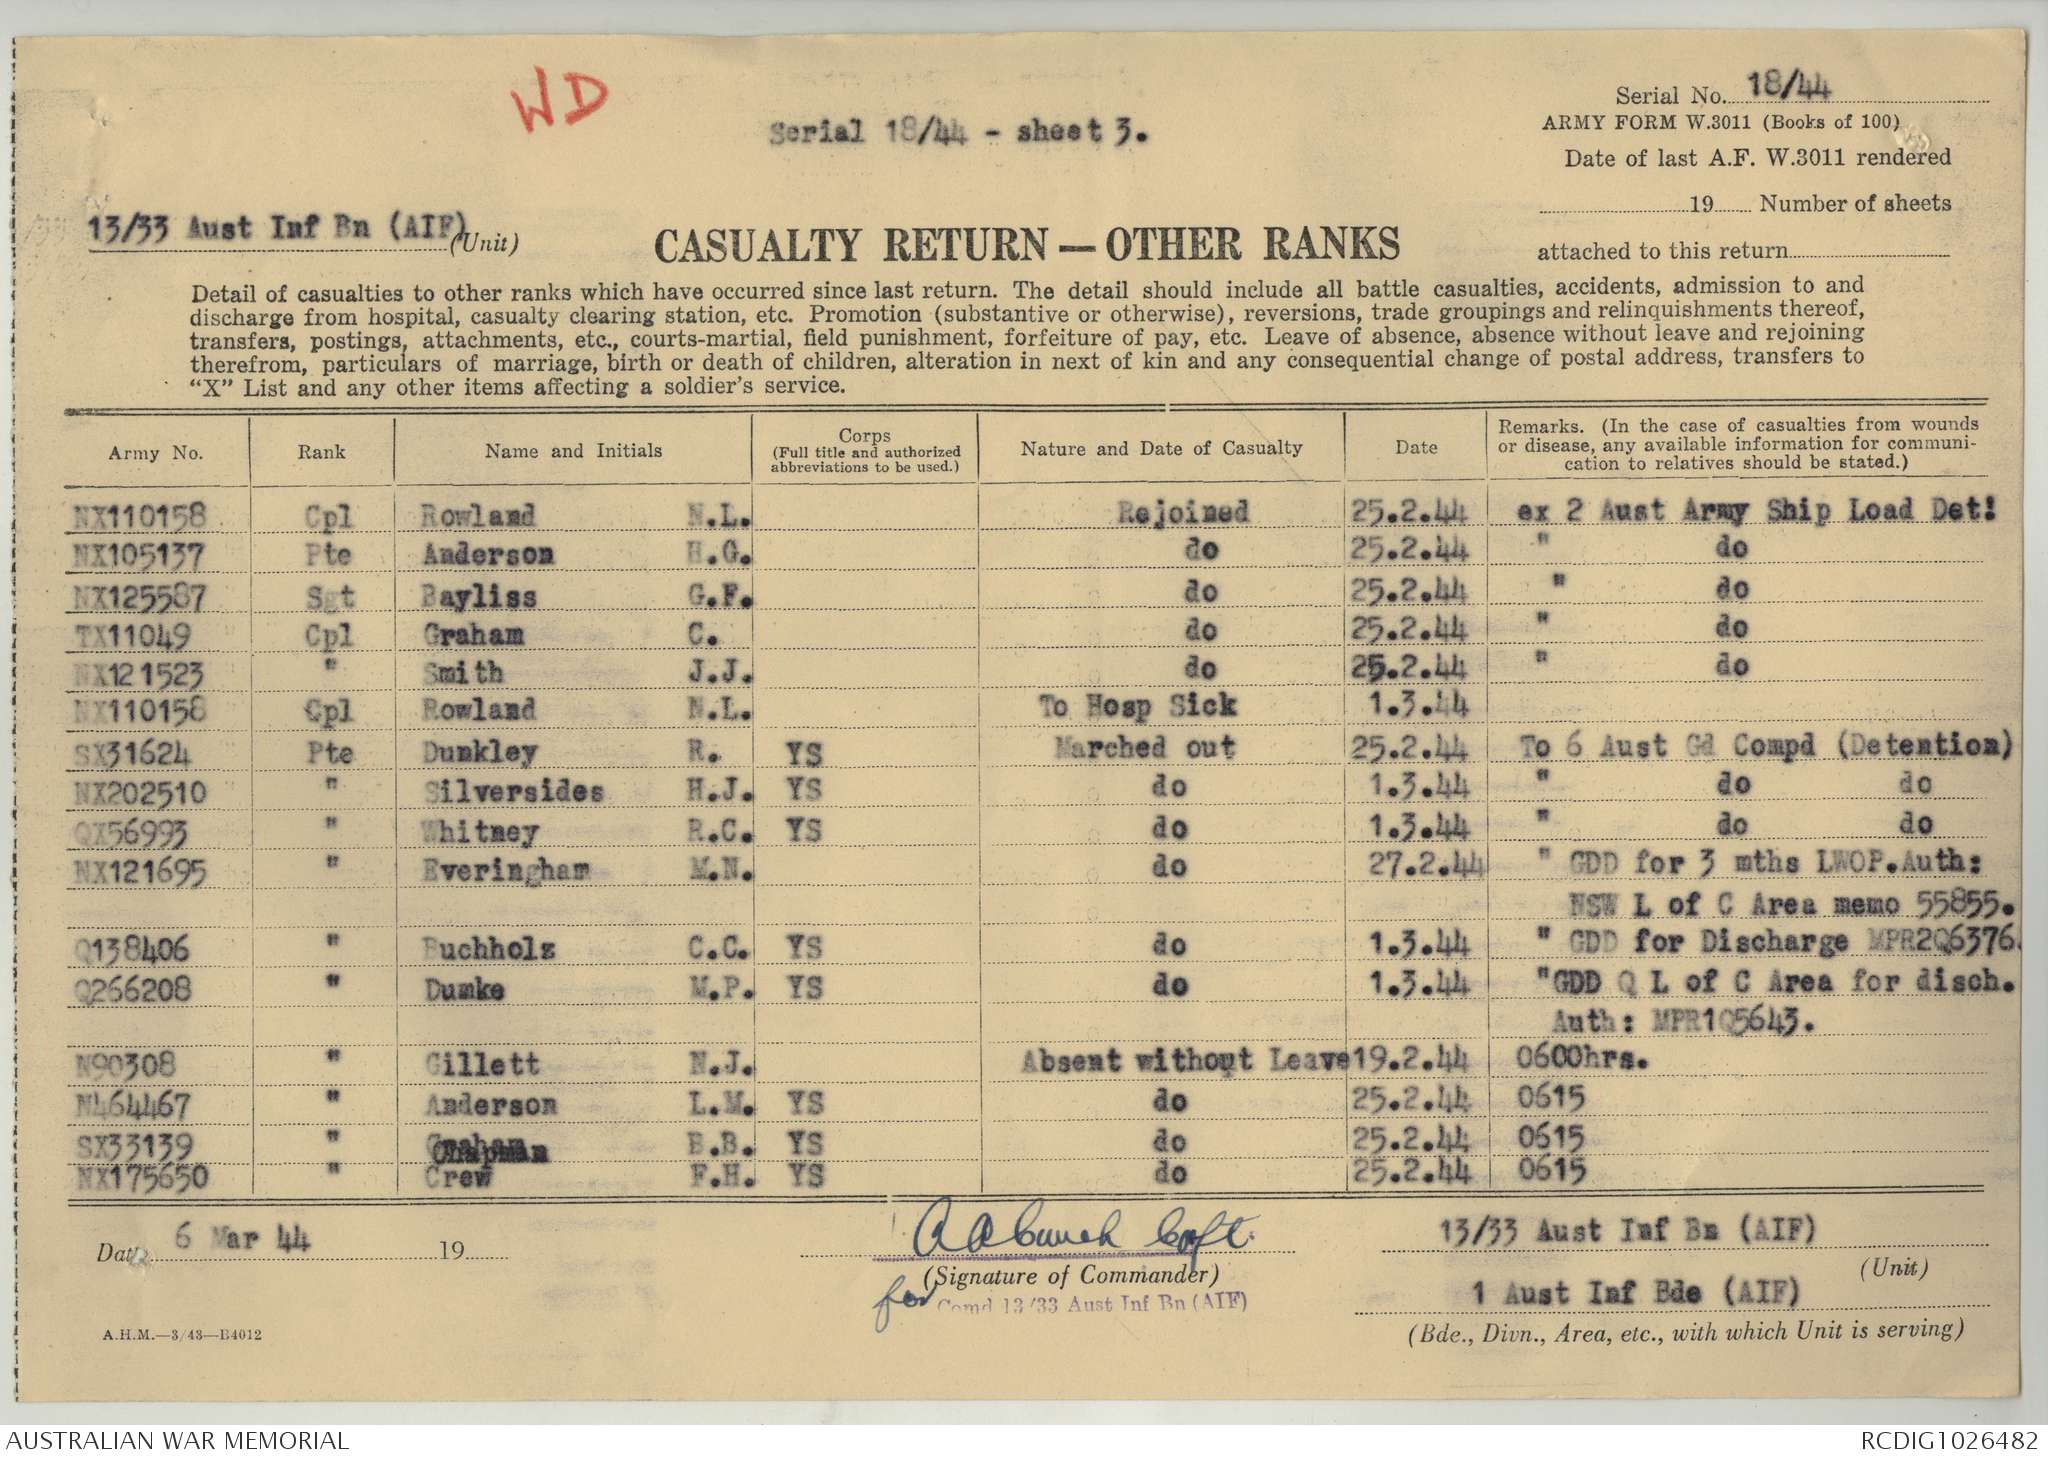 WD
Serial 18/44 - sheet 3.
Serial No. 18/44
ARMY FORM W.3011 (Books of 100)
Date of last A.F. W.3011 rendered
19 Number of sheets
attached to this return
13/33 Aust Inf Bn (AIF) (Unit)
CASUALTY RETURN — OTHER RANKS
Detail of casualties to other ranks which have occurred since last return. The detail should include all battle casualties, accidents, admission to and
discharge from hospital, casualty clearing station, etc. Promotion (substantive or otherwise), reversions, trade groupings and relinquishments thereof,
transfers, postings, attachments, etc., courts-martial, field punishment, forfeiture of pay, etc. Leave of absence, absence without leave and rejoining
therefrom, particulars of marriage, birth or death of children, alteration in next of kin and any consequential change of postal address, transfers to
"X" List and any other items affecting a soldier's service.
Army No. Rank Name and Initials Corps (Full title and authorized abbreviations to be used.) Nature and Date of Casualty Date Remarks. (In the case of casualties from wounds or disease, any available information for communi- cation to relatives should be stated.)
NX110158 Cpl Rowland N.L. Rejoined 25.2.44 ex 2 Aust Army Ship Load Det!
NX105137 Pte Anderson H.G. do 25.2.44 " do
NX125587 Sgt Bayliss G.F. do 25.2.44 " do
TX11049 Cpl Graham C. do 25.2.44 " do
NX121523 " Smith J.J. do 25.2.44 " do
NX110158 Cpl Rowland N.L. To Hosp Sick 1.3.44
SX31624 Pte Dunkley R. YS Marched out 25.2.44 To 6 Aust Gd Compd (Detention)
NX202510 " Silversides H.J. YS do 1.3.44 " do do
QX56993 " Whitney R.C. YS do 1.3.44 " do do
NX121695 " Everingham M.N. do 27.2.44 " GDD for 3 mths LWOP.Auth:
NSW L of C Area memo 55855.
Q138406 " Buchholz C.C. YS do 1.3.44 " GDD for Discharge MPR2Q6376.
Q266208 " Dumke M.P. YS do 1.3.44 "GDD Q L of C Area for disch.
Auth: MPR1Q5643.
N90308 " Gillett N.J. Absent without Leave 19.2.44 0600hrs.
N464467 " Anderson L.M. YS do 25.2.44 0615
SX33139 " Graham Chapman B.B. YS do 25.2.44 0615
NX175650 " Crew F.H. YS do 25.2.44 0615
Date 6 Mar 44 19
Capt.
(Signature of Commander)
for Comd 13/33 Aust Inf Bn (AIF)
13/33 Aust Inf Bn (AIF)
(Unit)
1 Aust Inf Bde (AIF)
(Bde., Divn., Area, etc., with which Unit is serving)
A.H.M.—3/43—B4012
AUSTRALIAN WAR MEMORIAL
RCDIG1026482